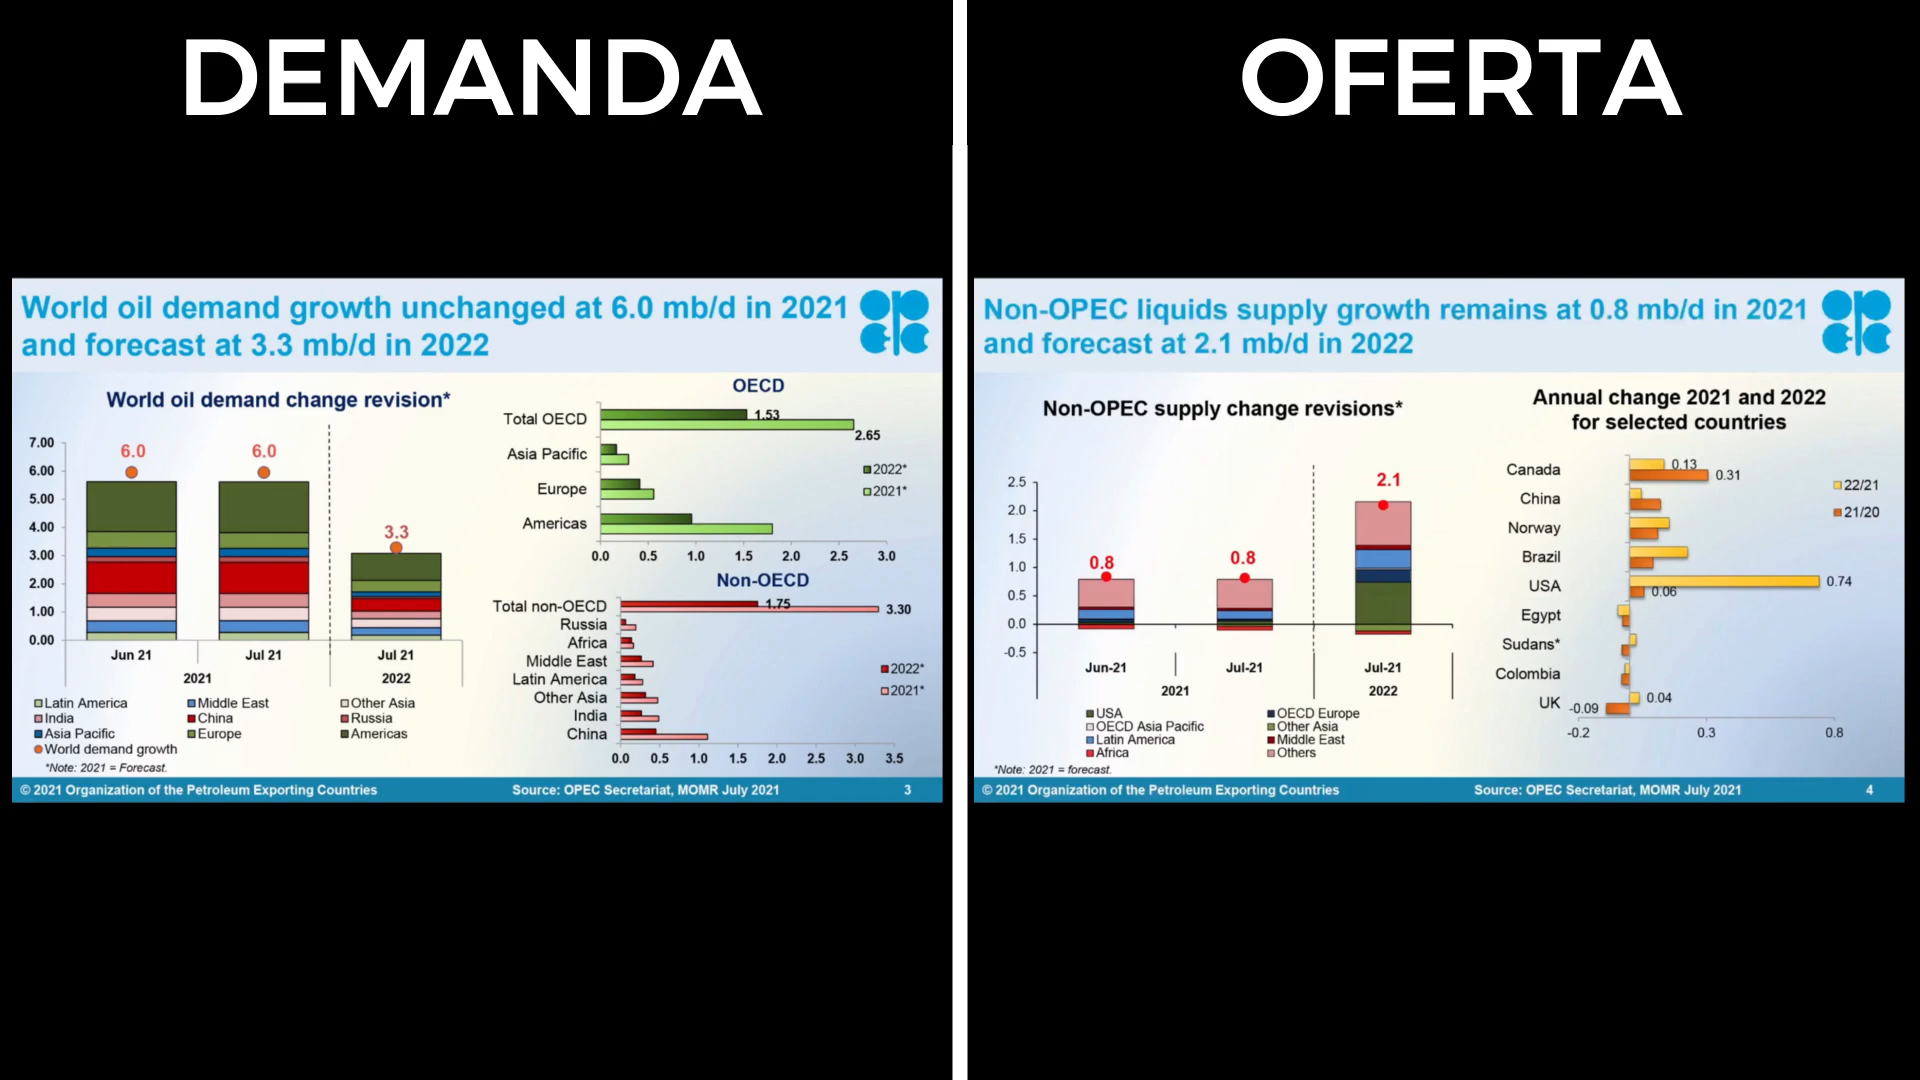 DEMANDA
World oil demand growth unchanged at 6.0 mb/d in 2021
and forecast at 3.3 mb/d in 2022
World oil demand change revision*
7.00
6.00
5.00
4.00
3.00
2.00
1.00
0.00
6.0
6.0
3.3
Jun 21
Jul 21
Jul 21
2021
2022
Latin America
Middle East
Other Asia
India
China
Russia
Asia Pacific
Europe
Americas
World demand growth
*Note: 2021 = Forecast.
OECD
Total OECD
1.53
2.65
Asia Pacific
Europe
Americas
2022*
2021*
0.0 0.5 1.0 1.5 2.0 2.5 3.0
Non-OECD
Total non-OECD
1.75
3.30
Russia
Africa
Middle East
Latin America
Other Asia
India
China
2022*
2021*
0.0 0.5 1.0 1.5 2.0 2.5 3.0 3.5
© 2021 Organization of the Petroleum Exporting Countries
Source: OPEC Secretariat, MOMR July 2021
3
OFERTA
Non-OPEC liquids supply growth remains at 0.8 mb/d in 2021
and forecast at 2.1 mb/d in 2022
Non-OPEC supply change revisions*
2.5
2.0
1.5
1.0
0.5
0.0
-0.5
0.8
0.8
2.1
Jun-21
Jul-21
Jul-21
2021
2022
USA
OECD Europe
OECD Asia Pacific
Other Asia
Latin America
Middle East
Africa
Others
*Note: 2021 = forecast.
Annual change 2021 and 2022
for selected countries
Canada
0.13
0.31
China
Norway
Brazil
USA
0.74
0.06
Egypt
Sudans*
Colombia
UK
0.04
-0.09
22/21
21/20
-0.2 0.3 0.8
© 2021 Organization of the Petroleum Exporting Countries
Source: OPEC Secretariat, MOMR July 2021
4